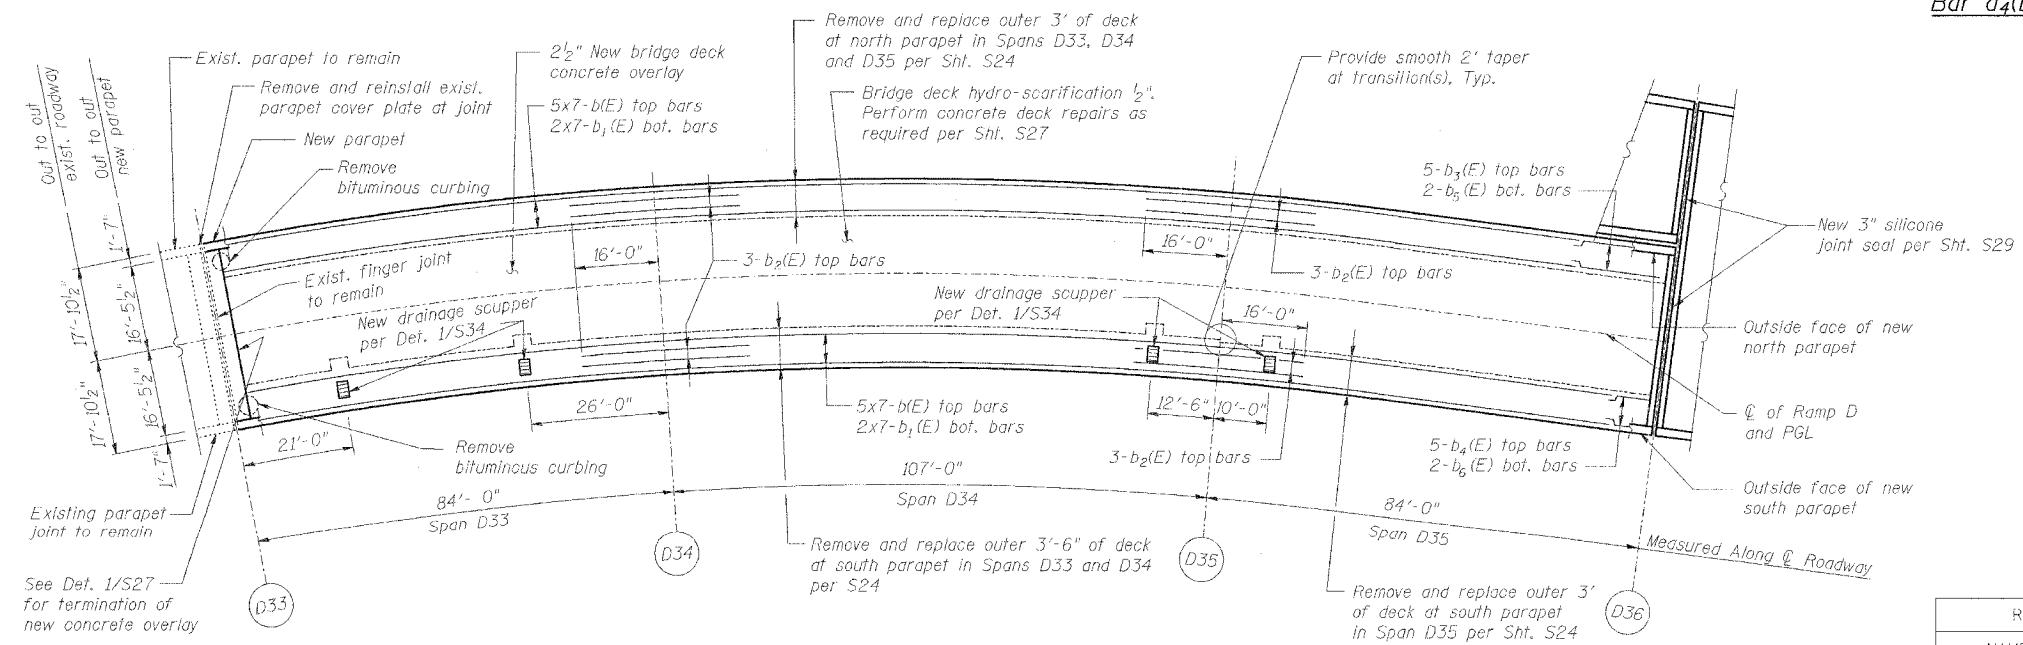 Bar a4(E
Remove and replace outer 3' of deck
at north parapet in Spans D33, D34
and D35 per Sht. S24
Exist. parapet to remain
2½" New bridge deck
concrete overlay
Provide smooth 2' taper
at transition(s), Typ.
Out to out
exist. roadway
Out to out
new parapet
Remove and reinstall exist.
parapet cover plate at joint
5x7-b(E) top bars
2x7-b1(E) bot. bars
Bridge deck hydro-scarification ½".
Perform concrete deck repairs as
required per Sht. S27
New parapet
Remove
bituminous curbing
5-b3(E) top bars
2-b5(E) bot. bars
New 3" silicone
joint seal per Sht. S29
1'-7"
17'-10½"
16'-5½"
17'-10½"
16'-5½"
1'-7"
Exist. finger joint
to remain
16'-0"
3-b2(E) top bars
16'-0"
3-b2(E) top bars
New drainage scupper
per Det. 1/S34
New drainage scupper
per Det. 1/S34
16'-0"
Outside face of new
north parapet
21'-0"
26'-0"
12'-6"
10'-0"
℄ of Ramp D
and PGL
5x7-b(E) top bars
2x7-b1(E) bot. bars
Remove
bituminous curbing
3-b2(E) top bars
5-b4(E) top bars
2-b6(E) bot. bars
Outside face of new
south parapet
Existing parapet
joint to remain
84'-0"
Span D33
107'-0"
Span D34
84'-0"
Span D35
Measured Along ℄ Roadway
Remove and replace outer 3'-6" of deck
at south parapet in Spans D33 and D34
per S24
See Det. 1/S27
for termination of
new concrete overlay
Remove and replace outer 3'
of deck at south parapet
in Span D35 per Sht. S24
D33
D34
D35
D36
R